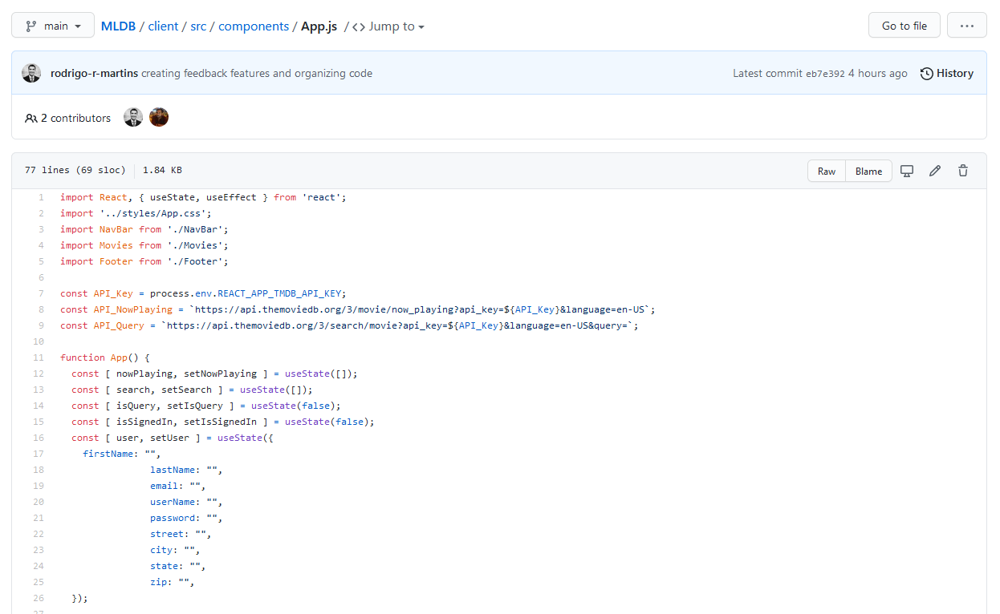 main MLDB / client / src / components / App.js / <> Jump to Go to file ...
rodrigo-r-martins creating feedback features and organizing code Latest commit eb7e392 4 hours ago History
2 contributors
77 lines (69 sloc) 1.84 KB Raw Blame
1 import React, { useState, useEffect } from 'react';
2 import '../styles/App.css';
3 import NavBar from './NavBar';
4 import Movies from './Movies';
5 import Footer from './Footer';
6
7 const API_Key = process.env.REACT_APP_TMDB_API_KEY;
8 const API_NowPlaying = `https://api.themoviedb.org/3/movie/now_playing?api_key=${API_Key}&language=en-US`;
9 const API_Query = `https://api.themoviedb.org/3/search/movie?api_key=${API_Key}&language=en-US&query=`;
10
11 function App() {
12 const [ nowPlaying, setNowPlaying ] = useState([]);
13 const [ search, setSearch ] = useState([]);
14 const [ isQuery, setIsQuery ] = useState(false);
15 const [ isSignedIn, setIsSignedIn ] = useState(false);
16 const [ user, setUser ] = useState({
17 firstName: "",
18 lastName: "",
19 email: "",
20 userName: "",
21 password: "",
22 street: "",
23 city: "",
24 state: "",
25 zip: "",
26 });
27